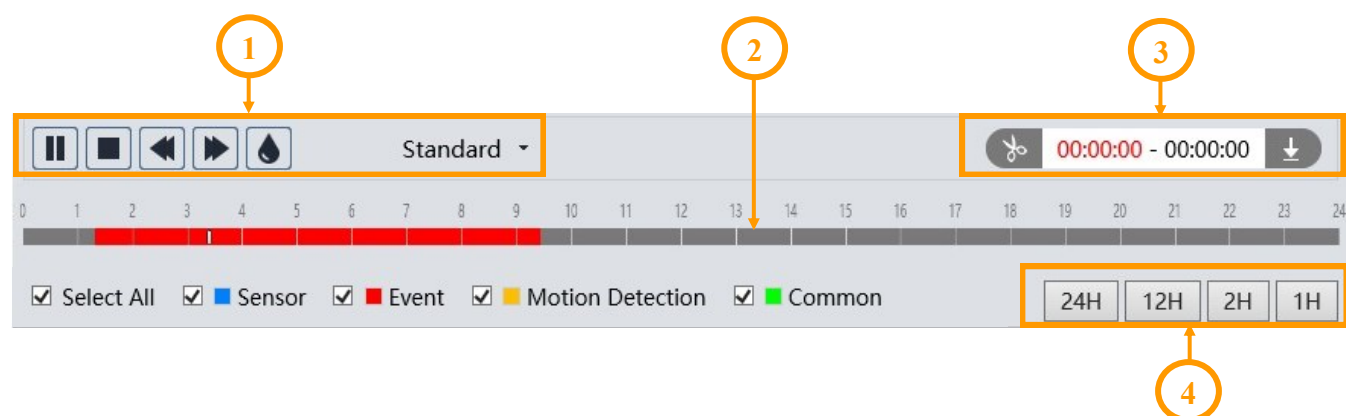 1 2 3
Standard 00:00:00 - 00:00:00
0 1 2 3 4 5 6 7 8 9 10 11 12 13 14 15 16 17 18 19 20 21 22 23 24
Select All Sensor Event Motion Detection Common 24H 12H 2H 1H
4